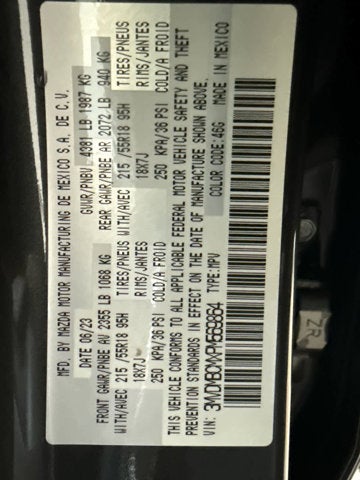 MFD. BY MAZDA MOTOR MANUFACTURING DE MEXICO S.A. DE C.V.
DATE 06/23 GVWR/PNBV 4381 LB 1987 KG
FRONT GAWR/PNBE AV 2355 LB 1068 KG REAR GAWR/PNBE AR 2072 LB 940 KG
WITH/AVEC 215 /55R18 95H TIRES/PNEUS WITH/AVEC 215 /55R18 95H TIRES/PNEUS
18X7J RIMS/JANTES 18X7J RIMS/JANTES
250 KPA/36 PSI COLD/A FROID 250 KPA/36 PSI COLD/A FROID
THIS VEHICLE CONFORMS TO ALL APPLICABLE FEDERAL MOTOR VEHICLE SAFETY AND THEFT
PREVENTION STANDARDS IN EFFECT ON THE DATE OF MANUFACTURE SHOWN ABOVE.
VIN: TYPE:MPV COLOR CODE:46G MADE IN MEXICO
ZR